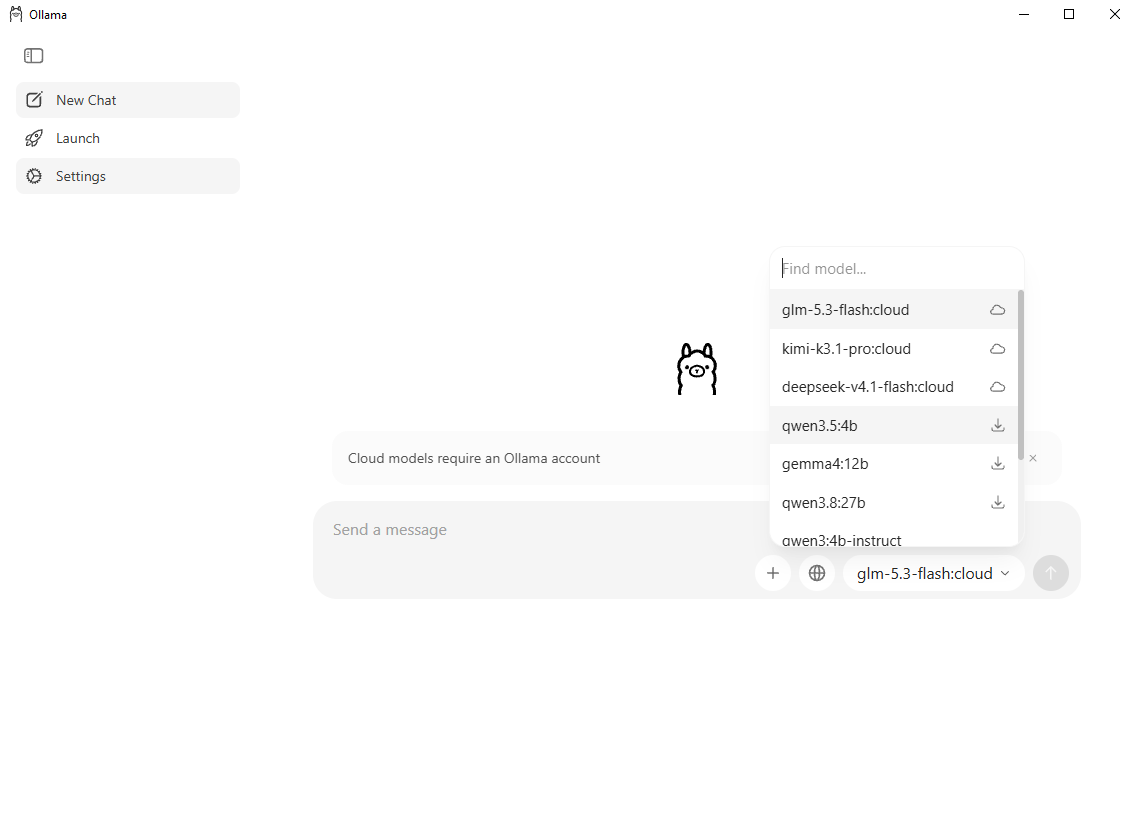 Ollama
New Chat
Launch
Settings
Find model...
glm-5.3-flash:cloud
kimi-k3.1-pro:cloud
deepseek-v4.1-flash:cloud
qwen3.5:4b
gemma4:12b
qwen3.8:27b
qwen3:4b-instruct
Cloud models require an Ollama account
Send a message
glm-5.3-flash:cloud